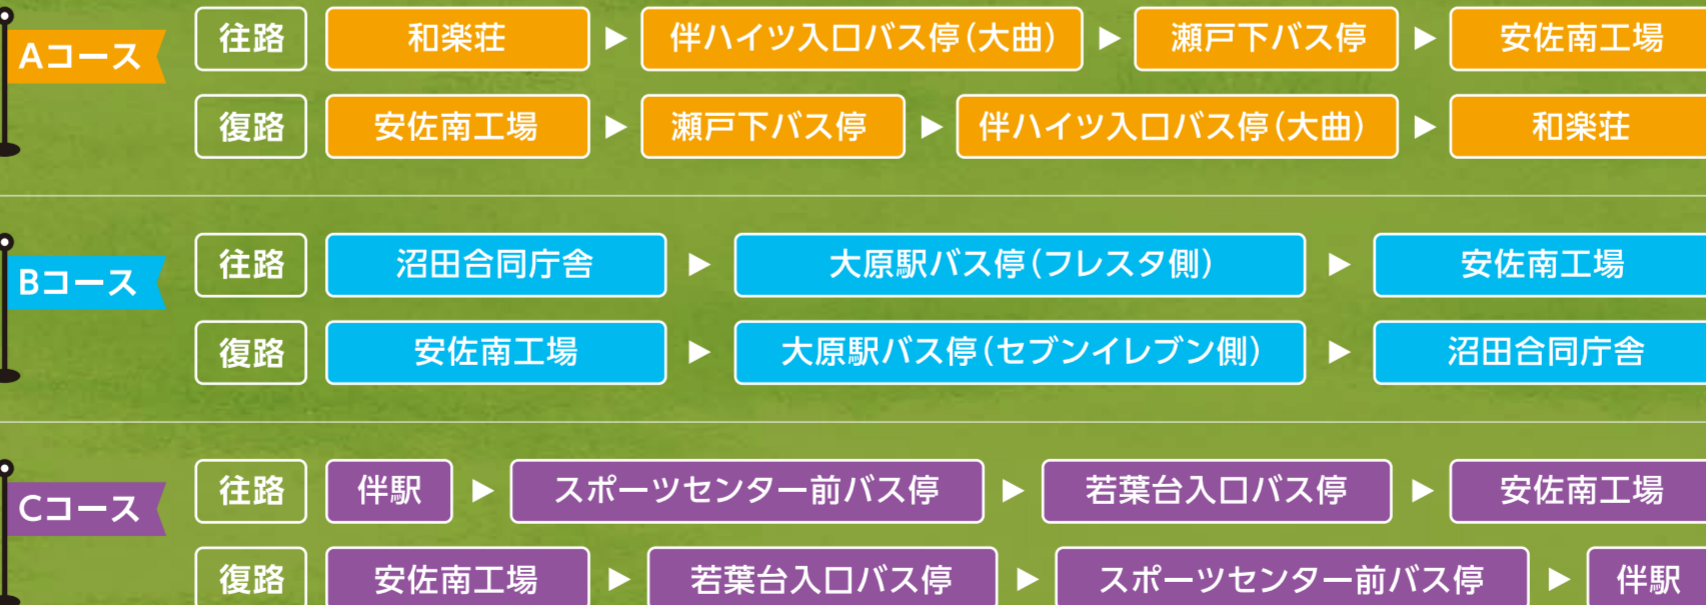 Aコース
往路 和楽荘 ▶ 伴ハイツ入口バス停(大曲) ▶ 瀬戸下バス停 ▶ 安佐南工場
復路 安佐南工場 ▶ 瀬戸下バス停 ▶ 伴ハイツ入口バス停(大曲) ▶ 和楽荘
Bコース
往路 沼田合同庁舎 ▶ 大原駅バス停(フレスタ側) ▶ 安佐南工場
復路 安佐南工場 ▶ 大原駅バス停(セブンイレブン側) ▶ 沼田合同庁舎
Cコース
往路 伴駅 ▶ スポーツセンター前バス停 ▶ 若葉台入口バス停 ▶ 安佐南工場
復路 安佐南工場 ▶ 若葉台入口バス停 ▶ スポーツセンター前バス停 ▶ 伴駅